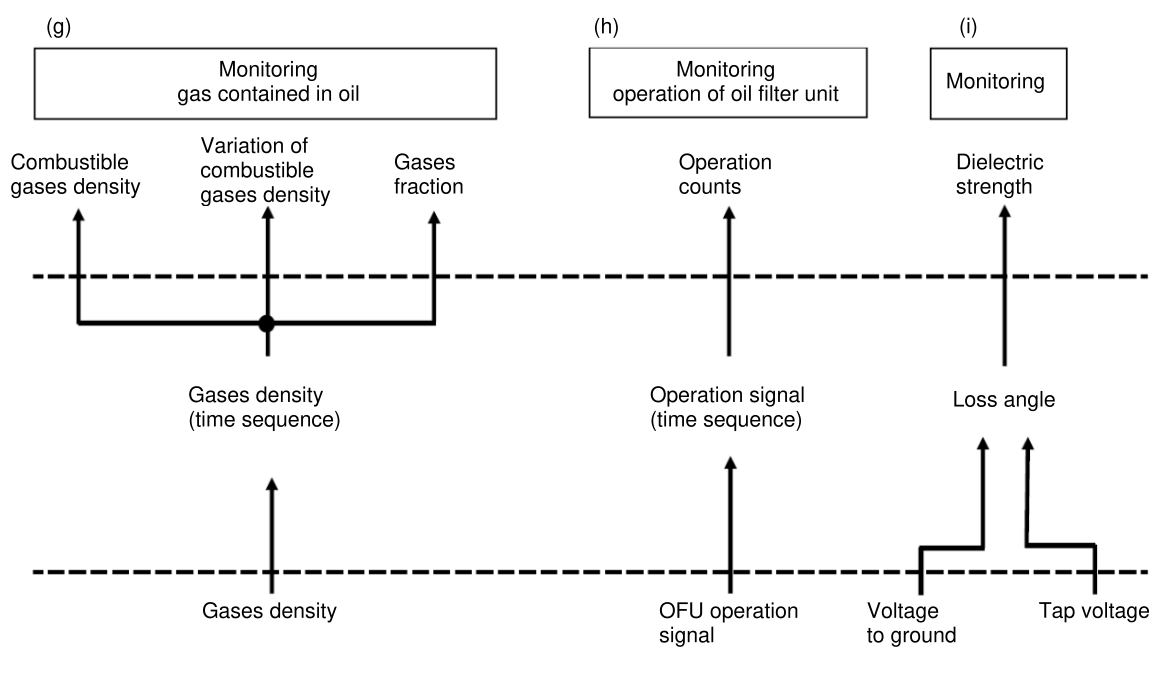 (g)
Monitoring
gas contained in oil
Combustible
gases density
Variation of
combustible
gases density
Gases
fraction
Gases density
(time sequence)
Gases density
(h)
Monitoring
operation of oil filter unit
Operation
counts
Operation signal
(time sequence)
OFU operation
signal
(i)
Monitoring
Dielectric
strength
Loss angle
Voltage
to ground
Tap voltage